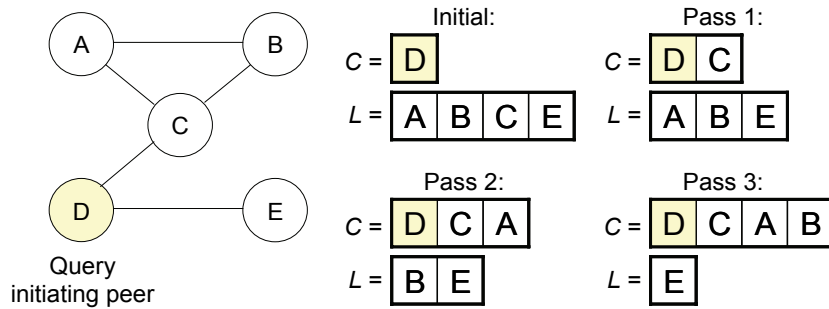 A
B
C
D
E
Query
initiating peer
Initial:
C = D
L = A B C E
Pass 1:
C = D C
L = A B E
Pass 2:
C = D C A
L = B E
Pass 3:
C = D C A B
L = E